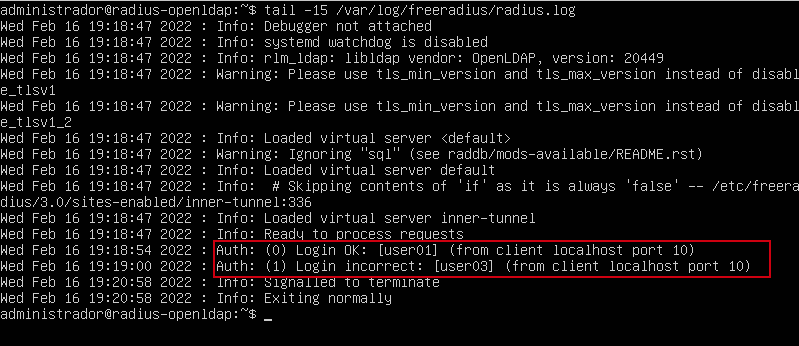 administrador@radius-openldap:~$ tail -15 /var/log/freeradius/radius.log
Wed Feb 16 19:18:47 2022 : Info: Debugger not attached
Wed Feb 16 19:18:47 2022 : Info: systemd watchdog is disabled
Wed Feb 16 19:18:47 2022 : Info: rlm_ldap: libldap vendor: OpenLDAP, version: 20449
Wed Feb 16 19:18:47 2022 : Warning: Please use tls_min_version and tls_max_version instead of disabl
e_tlsv1
Wed Feb 16 19:18:47 2022 : Warning: Please use tls_min_version and tls_max_version instead of disabl
e_tlsv1_2
Wed Feb 16 19:18:47 2022 : Info: Loaded virtual server <default>
Wed Feb 16 19:18:47 2022 : Warning: Ignoring "sql" (see raddb/mods-available/README.rst)
Wed Feb 16 19:18:47 2022 : Info: Loaded virtual server default
Wed Feb 16 19:18:47 2022 : Info:  # Skipping contents of 'if' as it is always 'false' -- /etc/freera
dius/3.0/sites-enabled/inner-tunnel:336
Wed Feb 16 19:18:47 2022 : Info: Loaded virtual server inner-tunnel
Wed Feb 16 19:18:47 2022 : Info: Ready to process requests
Wed Feb 16 19:18:54 2022 : Auth: (0) Login OK: [user01] (from client localhost port 10)
Wed Feb 16 19:19:00 2022 : Auth: (1) Login incorrect: [user03] (from client localhost port 10)
Wed Feb 16 19:20:58 2022 : Info: Signalled to terminate
Wed Feb 16 19:20:58 2022 : Info: Exiting normally
administrador@radius-openldap:~$ _